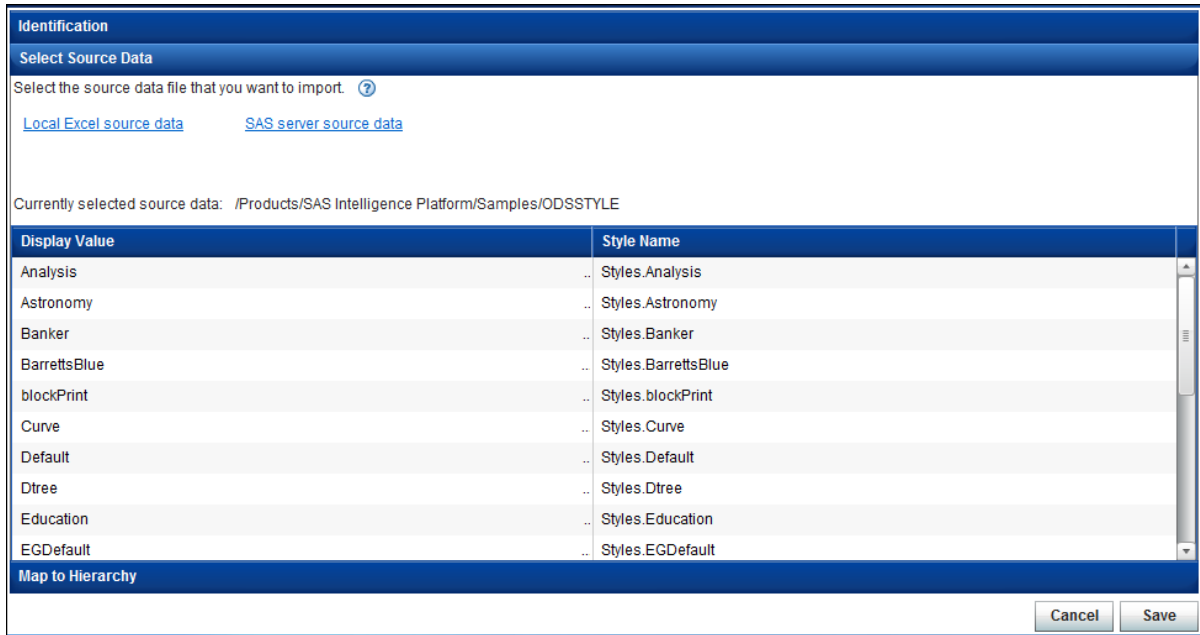 Identification
Select Source Data
Select the source data file that you want to import. ?
Local Excel source data SAS server source data
Currently selected source data: /Products/SAS Intelligence Platform/Samples/ODSSTYLE
Display Value Style Name
Analysis .. Styles.Analysis
Astronomy .. Styles.Astronomy
Banker .. Styles.Banker
BarrettsBlue .. Styles.BarrettsBlue
blockPrint .. Styles.blockPrint
Curve .. Styles.Curve
Default .. Styles.Default
Dtree .. Styles.Dtree
Education .. Styles.Education
EGDefault .. Styles.EGDefault
Map to Hierarchy
Cancel Save